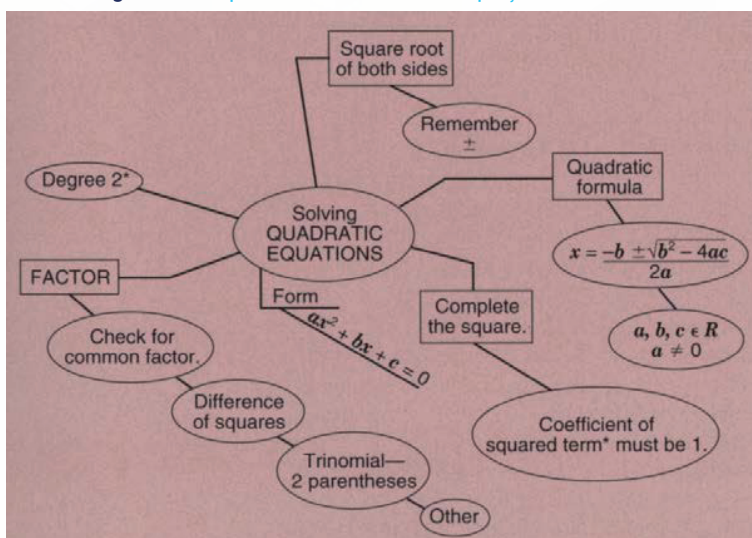 Square root
of both sides
Remember
±
Degree 2*
Solving
QUADRATIC
EQUATIONS
Quadratic
formula
x = -b ±√b² − 4ac
2a
a, b, c ϵ R
a ≠ 0
FACTOR
Form
ax² + bx + c = 0
Complete
the square.
Check for
common factor.
Difference
of squares
Trinomial—
2 parentheses
Other
Coefficient of
squared term* must be 1.